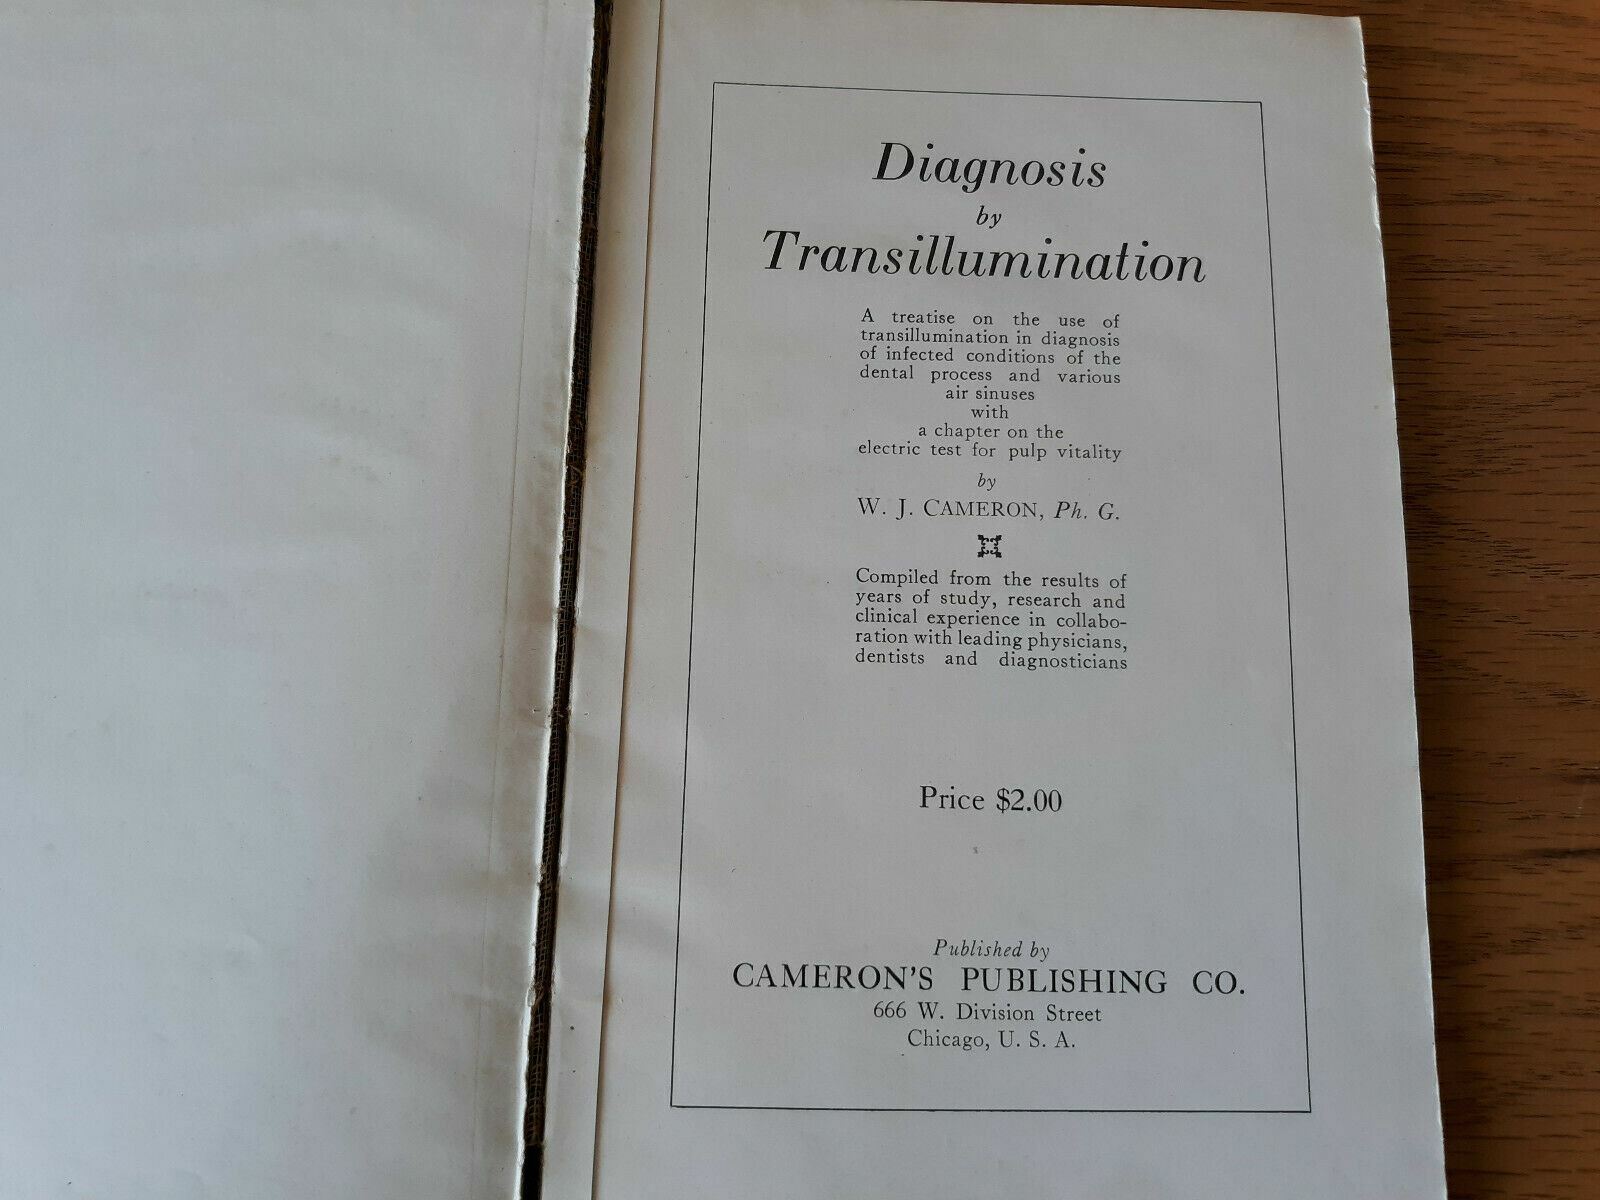 Diagnosis
by
Transillumination
A treatise on the use of
transillumination in diagnosis
of infected conditions of the
dental process and various
air sinuses
with
a chapter on the
electric test for pulp vitality
by
W. J. CAMERON, Ph. G.
Compiled from the results of
years of study, research and
clinical experience in collabo-
ration with leading physicians,
dentists and diagnosticians
Price $2.00
Published by
CAMERON'S PUBLISHING CO.
666 W. Division Street
Chicago, U. S. A.